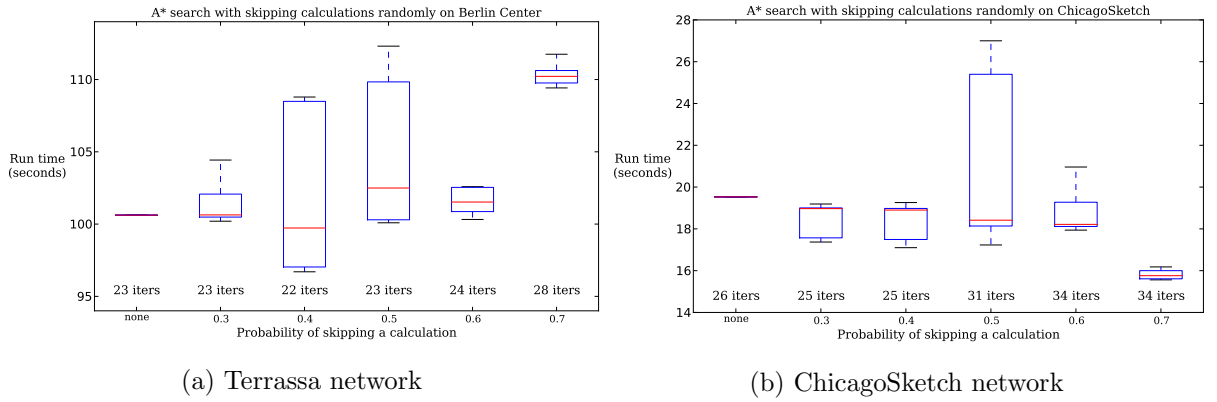 A* search with skipping calculations randomly on Berlin Center
110
105
100
95
Run time
(seconds)
23 iters
23 iters
22 iters
23 iters
24 iters
28 iters
none
0.3
0.4
0.5
0.6
0.7
Probability of skipping a calculation
(a) Terrassa network
A* search with skipping calculations randomly on ChicagoSketch
28
26
24
22
20
18
16
14
Run time
(seconds)
26 iters
25 iters
25 iters
31 iters
34 iters
34 iters
none
0.3
0.4
0.5
0.6
0.7
Probability of skipping a calculation
(b) ChicagoSketch network